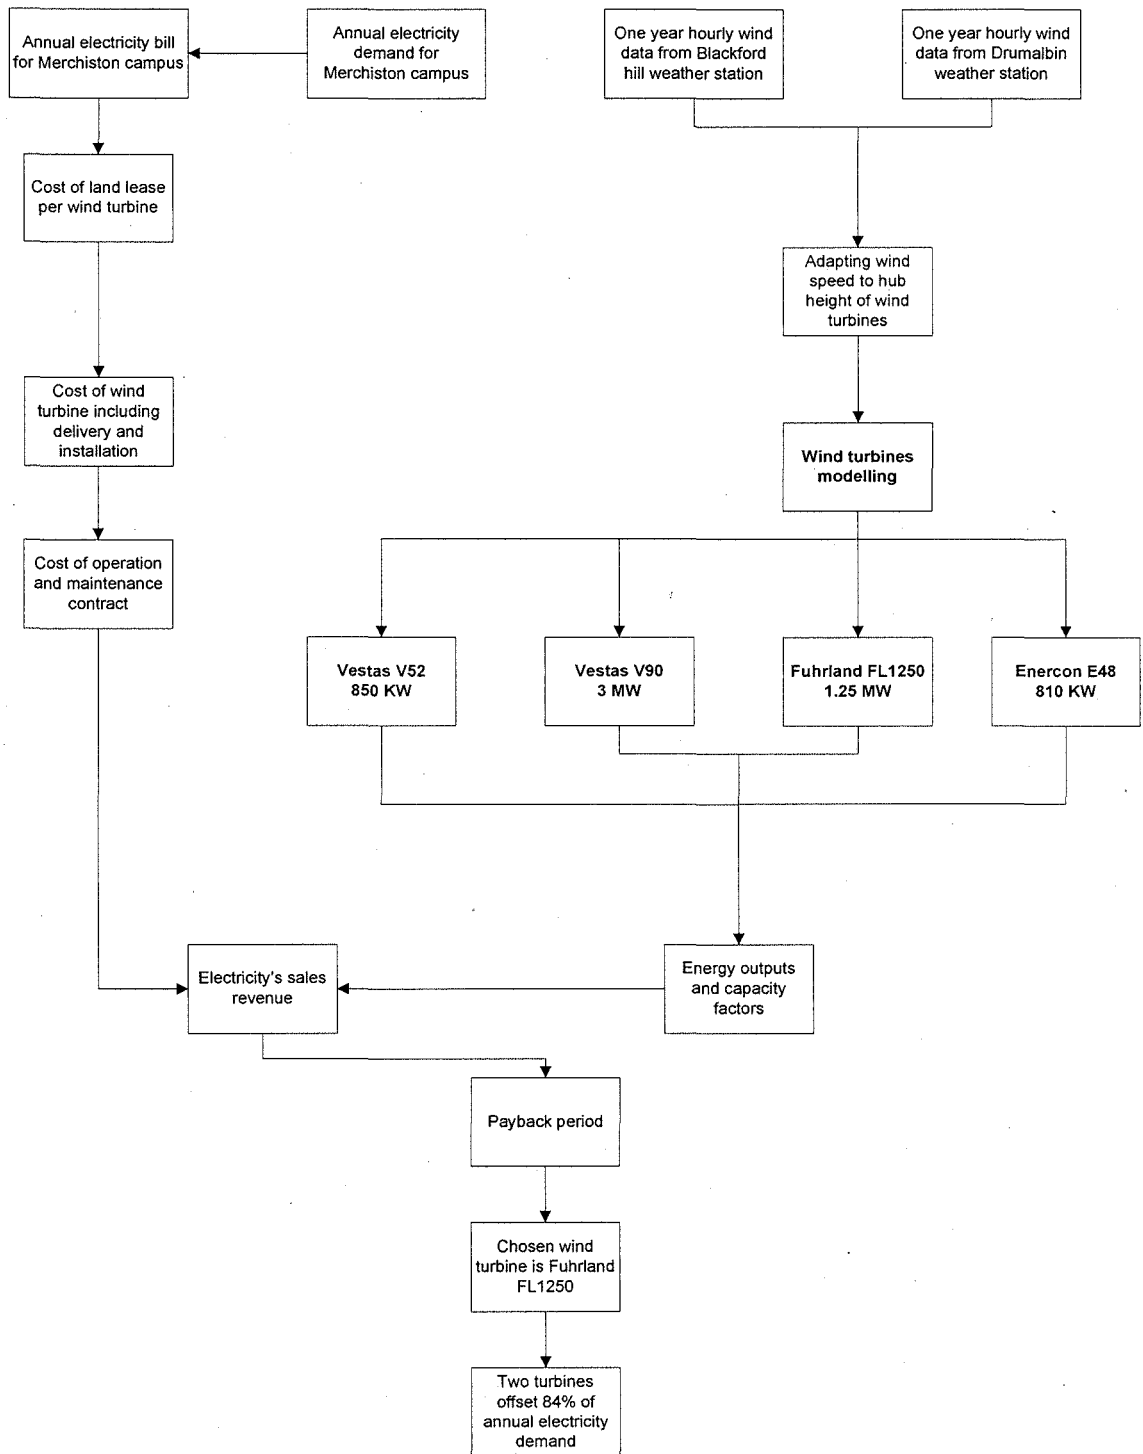 Annual electricity bill
for Merchiston campus
Annual electricity
demand for
Merchiston campus
One year hourly wind
data from Blackford
hill weather station
One year hourly wind
data from Drumalbin
weather station
Cost of land lease
per wind turbine
Adapting wind
speed to hub
height of wind
turbines
Cost of wind
turbine including
delivery and
installation
Wind turbines
modelling
Cost of operation
and maintenance
contract
Vestas V52
850 KW
Vestas V90
3 MW
Fuhrland FL1250
1.25 MW
Enercon E48
810 KW
Electricity's sales
revenue
Energy outputs
and capacity
factors
Payback period
Chosen wind
turbine is Fuhrland
FL1250
Two turbines
offset 84% of
annual electricity
demand